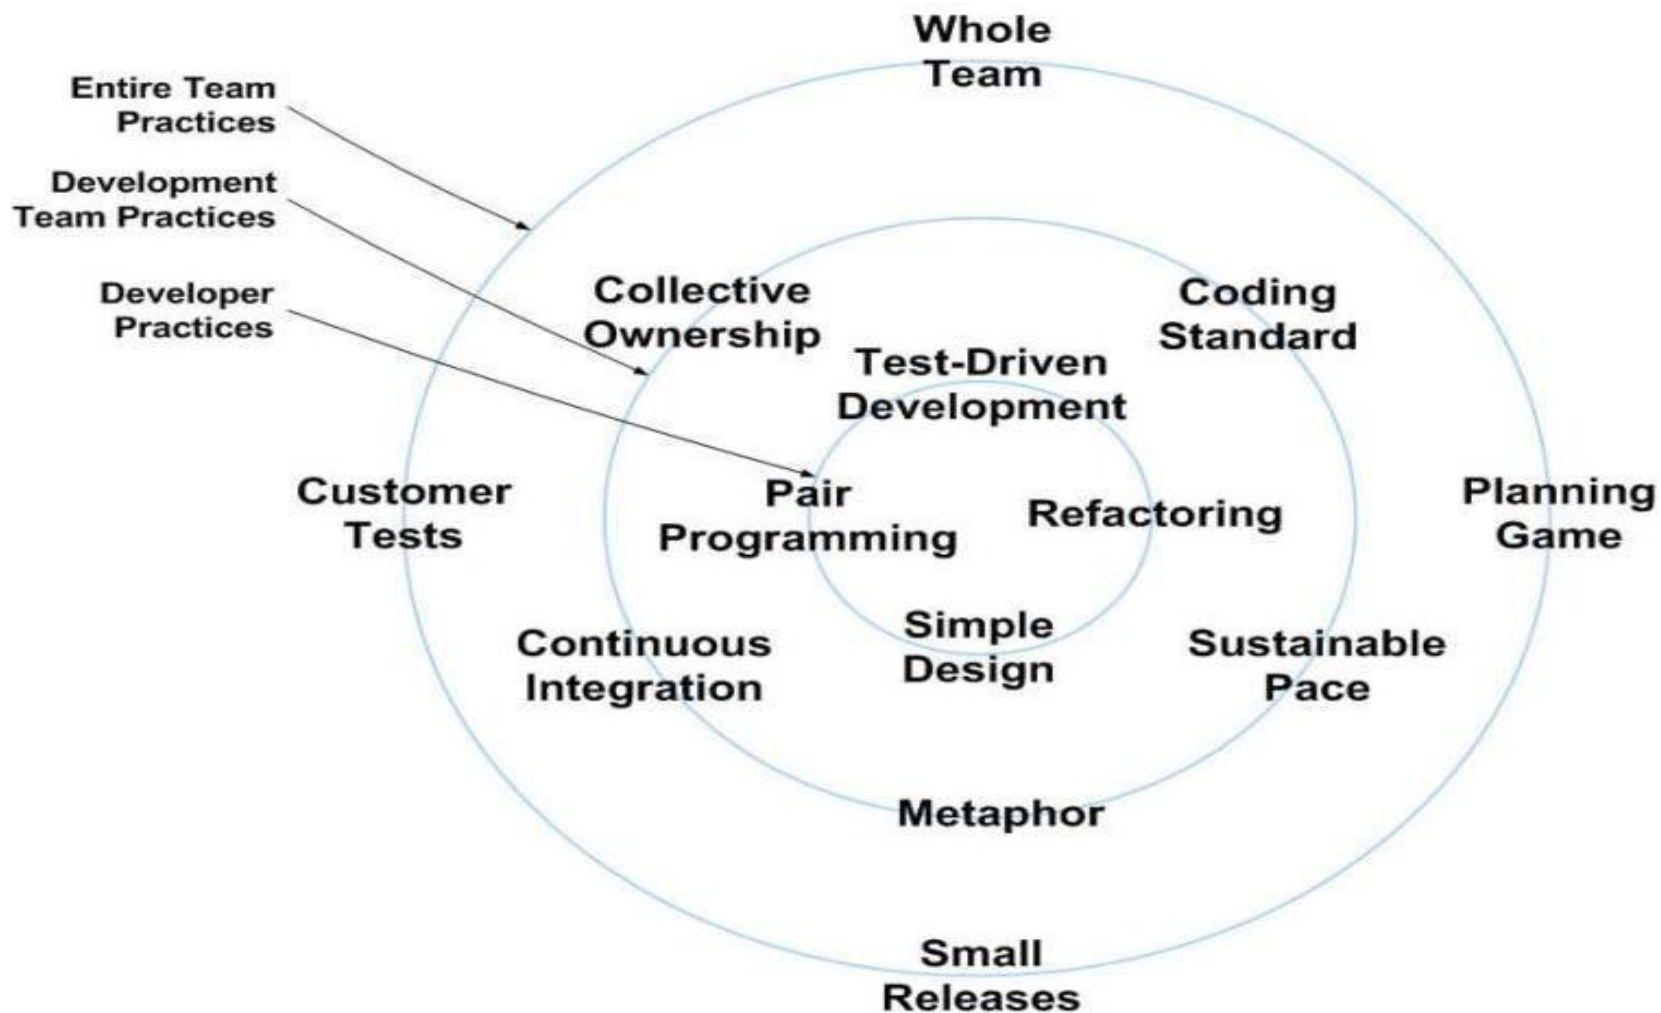 Whole
Team
Entire Team
Practices
Development
Team Practices
Developer
Practices
Collective
Ownership
Coding
Standard
Test-Driven
Development
Customer
Tests
Pair
Programming
Refactoring
Planning
Game
Continuous
Integration
Simple
Design
Sustainable
Pace
Metaphor
Small
Releases